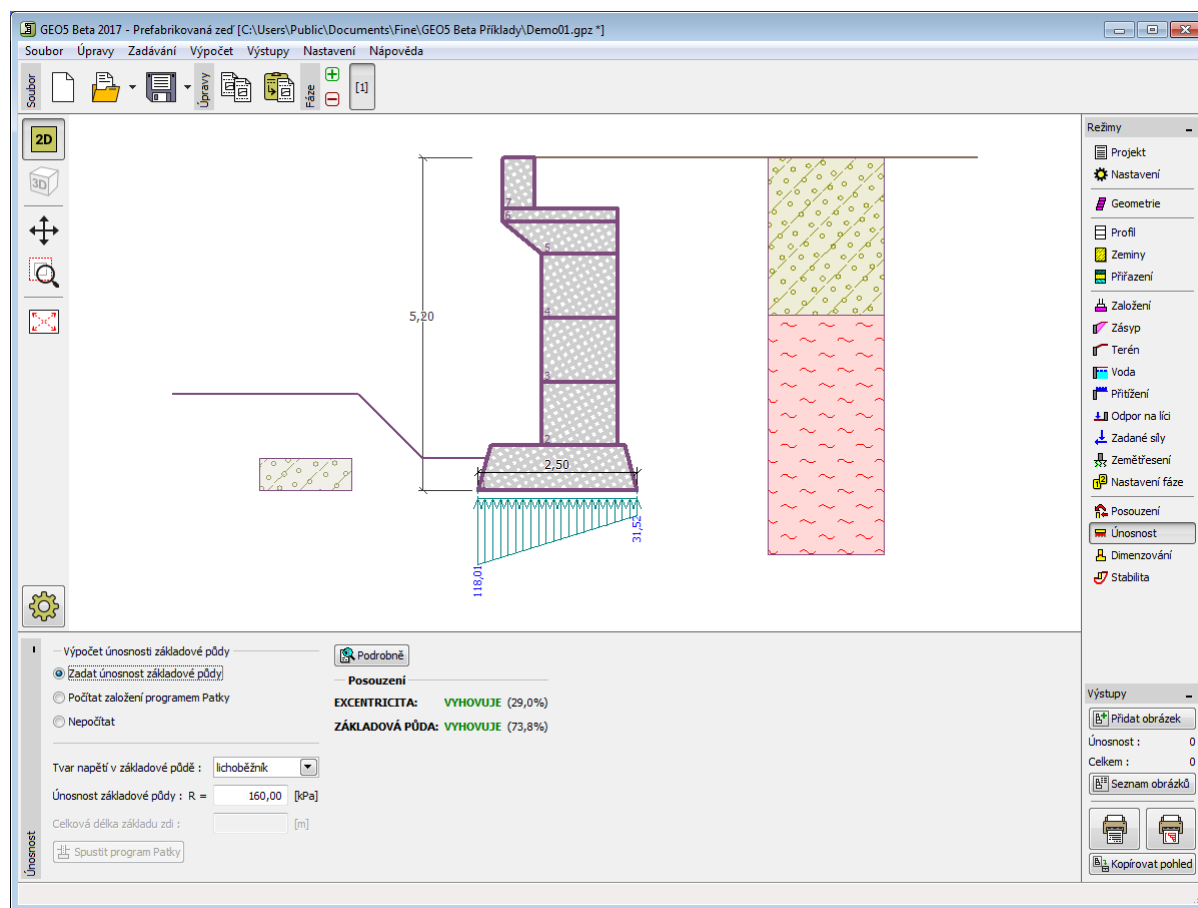 GEO5 Beta 2017 - Prefabrikovaná zeď [C:\Users\Public\Documents\Fine\GEO5 Beta Příklady\Demo01.gpz *]
Soubor Úpravy Zadávání Výpočet Výstupy Nastavení Nápověda
Soubor
Úpravy
Fáze
[1]
2D
3D
5,20
7
6
5
4
3
2
2,50
118,01
31,52
Režimy
Projekt
Nastavení
Geometrie
Profil
Zeminy
Přiřazení
Založení
Zásyp
Terén
Voda
Přitížení
Odpor na líci
Zadané síly
Zemětřesení
Nastavení fáze
Posouzení
Únosnost
Dimenzování
Stabilita
Únosnost
Výpočet únosnosti základové půdy
Zadat únosnost základové půdy
Počítat založení programem Patky
Nepočítat
Tvar napětí v základové půdě : lichoběžník
Únosnost základové půdy : R = 160,00 [kPa]
Celková délka základu zdi : [m]
Spustit program Patky
Podrobně
Posouzení
EXCENTRICITA: VYHOVUJE (29,0%)
ZÁKLADOVÁ PŮDA: VYHOVUJE (73,8%)
Výstupy
Přidat obrázek
Únosnost : 0
Celkem : 0
Seznam obrázků
Kopírovat pohled